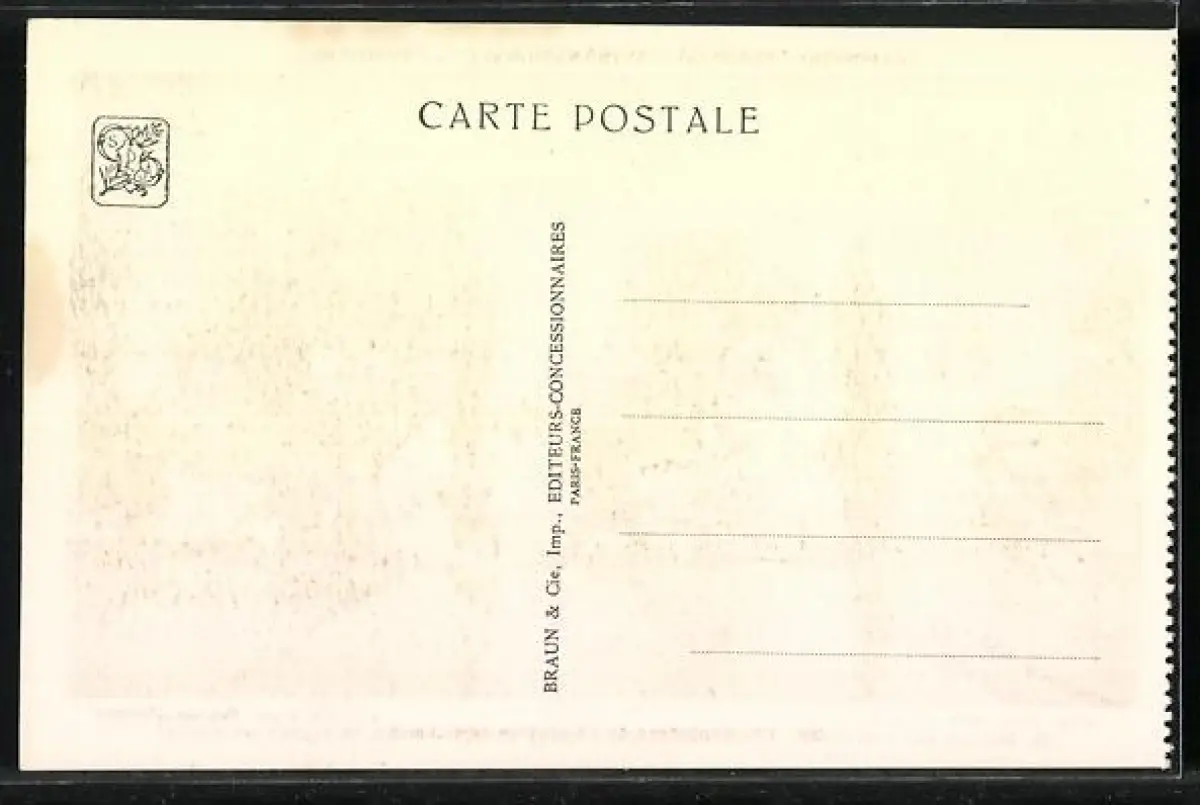 CARTE POSTALE
S
P
BRAUN & Cie, Imp., EDITEURS-CONCESSIONNAIRES
PARIS-FRANCE